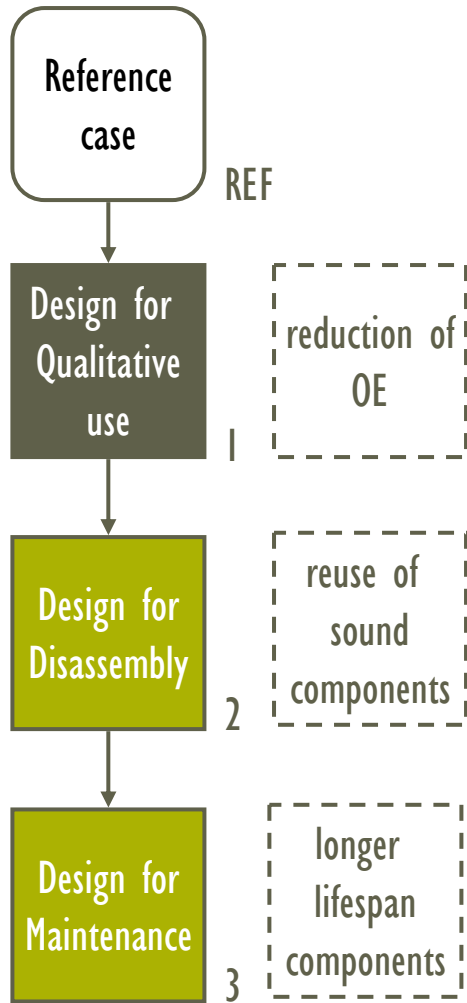 Reference
case
REF
Design for
Qualitative
use
1
reduction of
OE
Design for
Disassembly
2
reuse of
sound
components
Design for
Maintenance
3
longer
lifespan
components